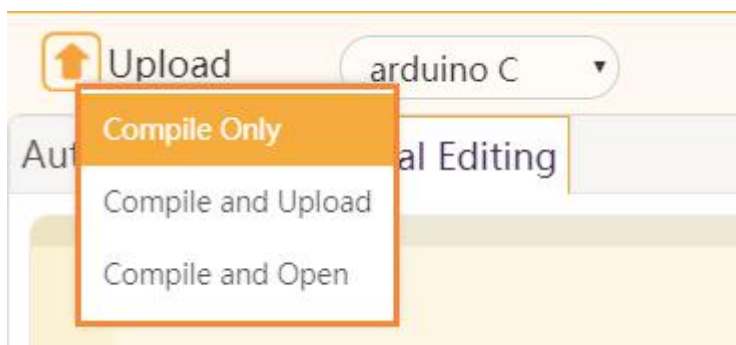 Upload arduino C
Compile Only
Aut al Editing
Compile and Upload
Compile and Open